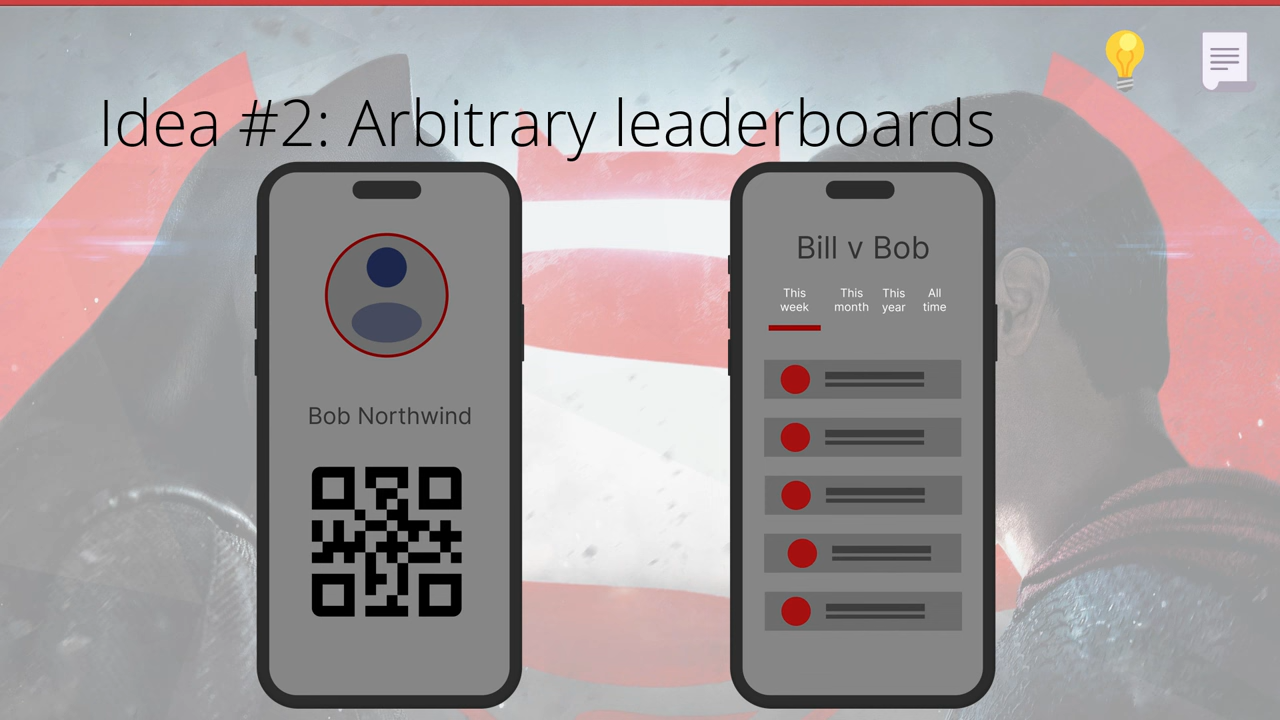 Idea #2: Arbitrary leaderboards
Bob Northwind
Bill v Bob
This week
This month
This year
All time